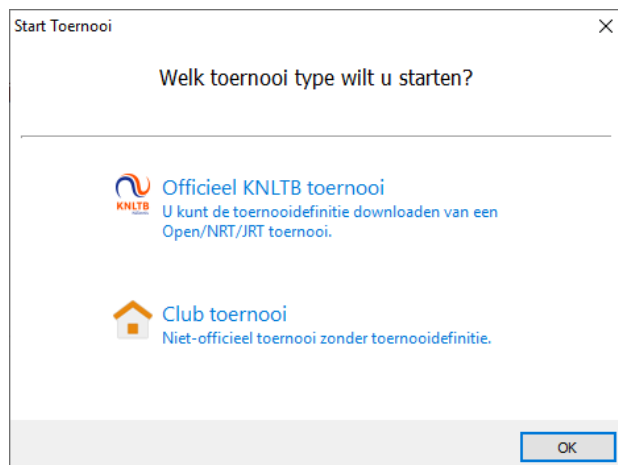 Start Toernooi
Welk toernooi type wilt u starten?
Officieel KNLTB toernooi
KNLTB
U kunt de toernooidefinitie downloaden van een
Open/NRT/JRT toernooi.
Club toernooi
Niet-officieel toernooi zonder toernooidefinitie.
OK